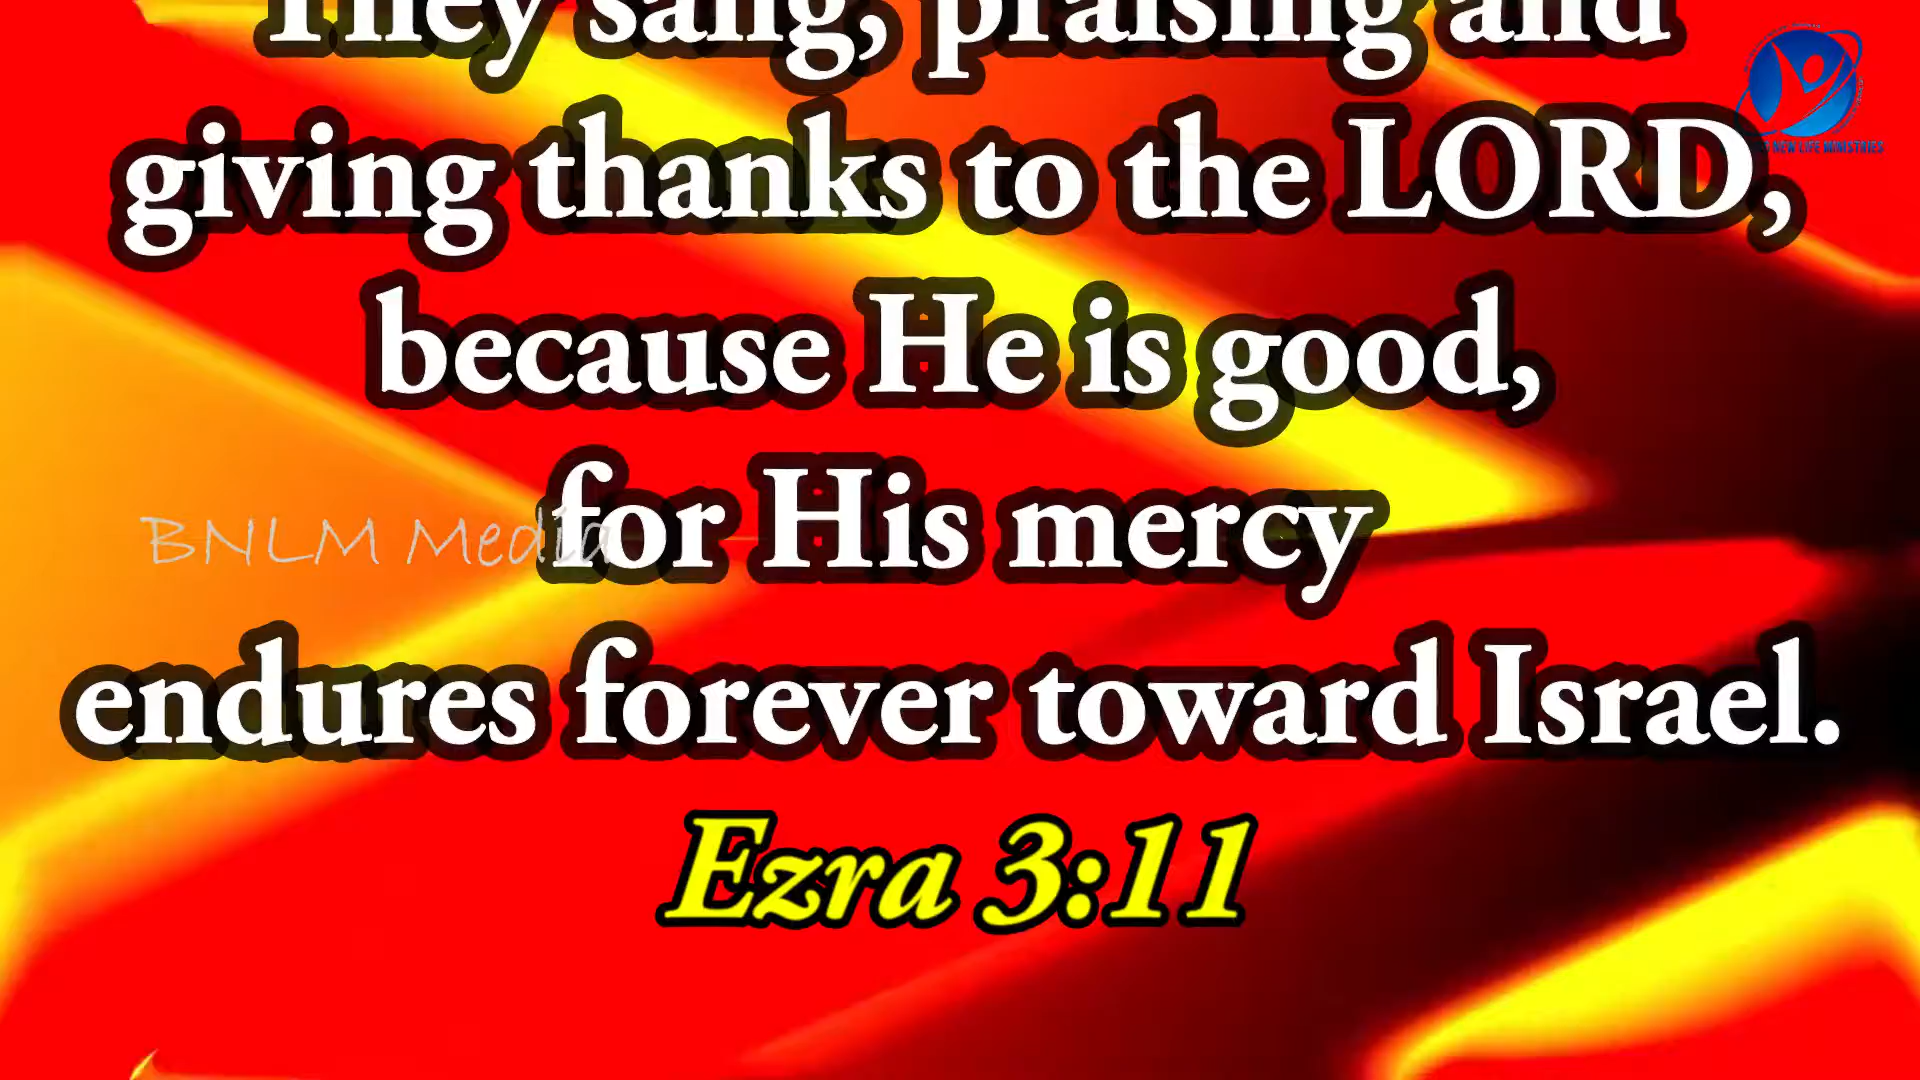 They sang, praising and
giving thanks to the LORD,
because He is good,
for His mercy
endures forever toward Israel.
Ezra 3:11
BNLM Media
NEW LIFE MINISTRIES